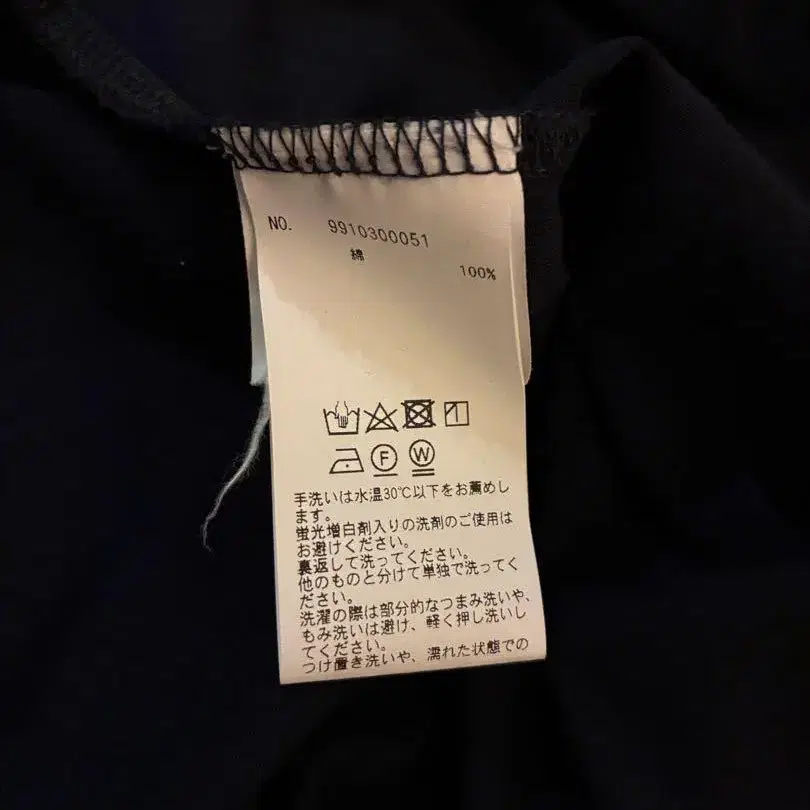 NO. 9910300051
綿 100%
F W
手洗いは水温30℃以下をお薦めし
ます。
蛍光増白剤入りの洗剤のご使用は
お避けください。
裏返して洗ってください。
他のものと分けて単独で洗ってく
ださい。
洗濯の際は部分的なつまみ洗いや、
もみ洗いは避け、軽く押し洗いし
てください。
つけ置き洗いや、濡れた状態での